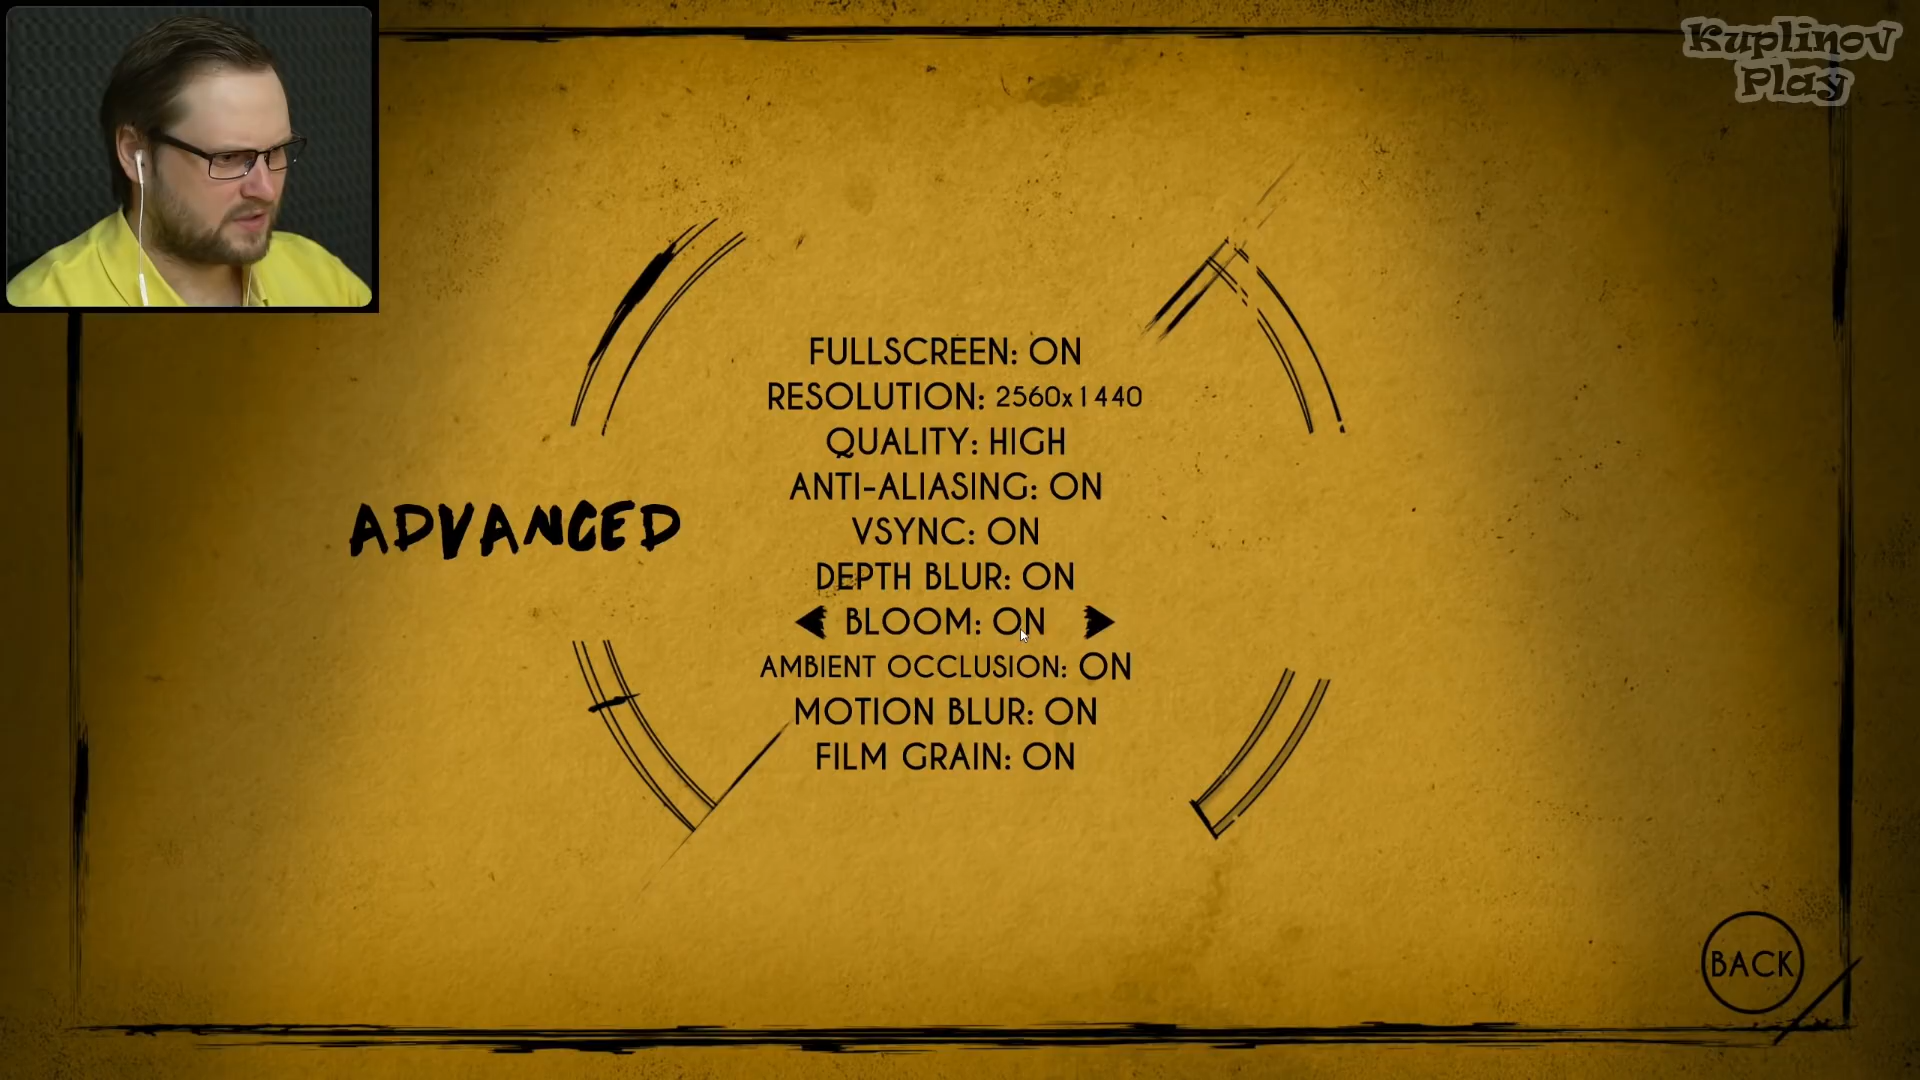 Kuplinov
Play
FULLSCREEN: ON
RESOLUTION: 2560x1440
QUALITY: HIGH
ANTI-ALIASING: ON
ADVANCED
VSYNC: ON
DEPTH BLUR: ON
BLOOM: ON
AMBIENT OCCLUSION: ON
MOTION BLUR: ON
FILM GRAIN: ON
BACK